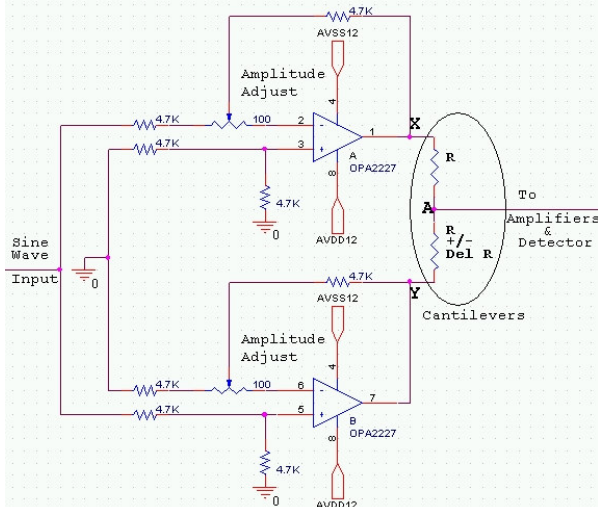 4.7K
AVSS12
Amplitude
Adjust
4
4.7K
100
2
-
1
X
4.7K
3
+
A
OPA2227
8
R
4.7K
0
AVDD12
A
To
Amplifiers
&
Detector
R
+/-
Del R
Sine
Wave
Input
0
4.7K
AVSS12
Y
Cantilevers
Amplitude
Adjust
4
4.7K
100
6
-
7
4.7K
5
+
B
OPA2227
8
4.7K
0
AVDD12